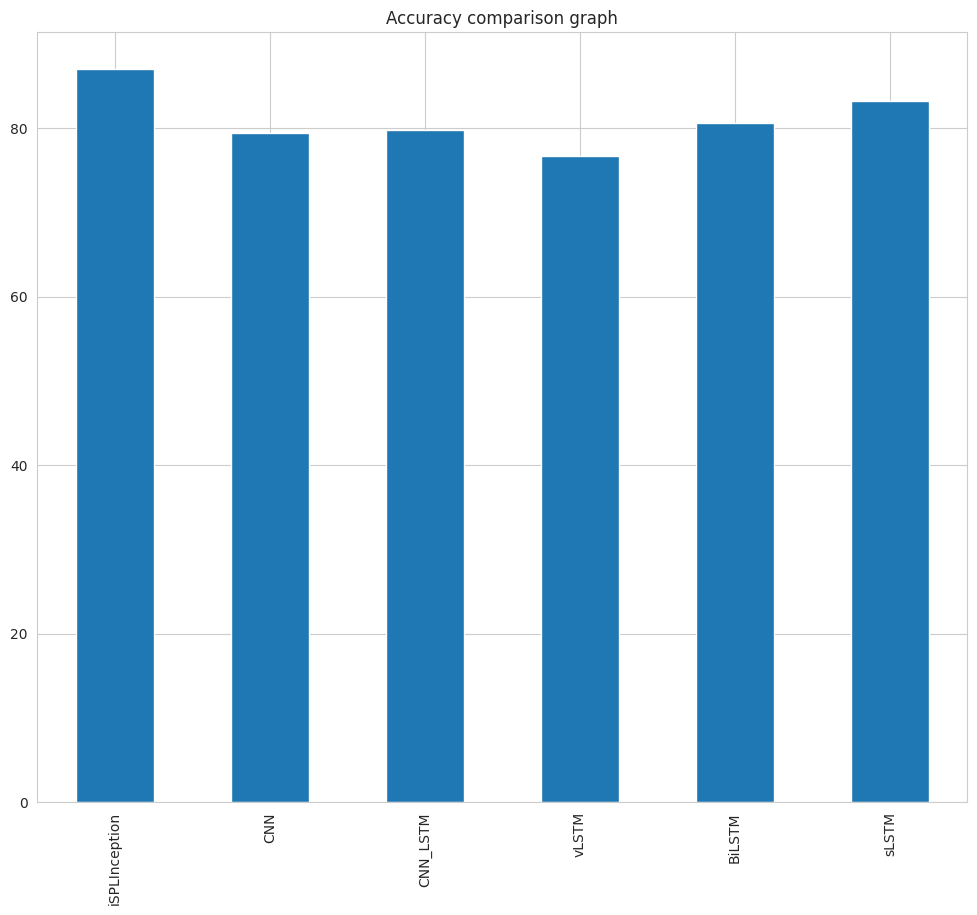 Accuracy comparison graph
80
60
40
20
0
iSPLInception
CNN
CNN_LSTM
vLSTM
BiLSTM
sLSTM